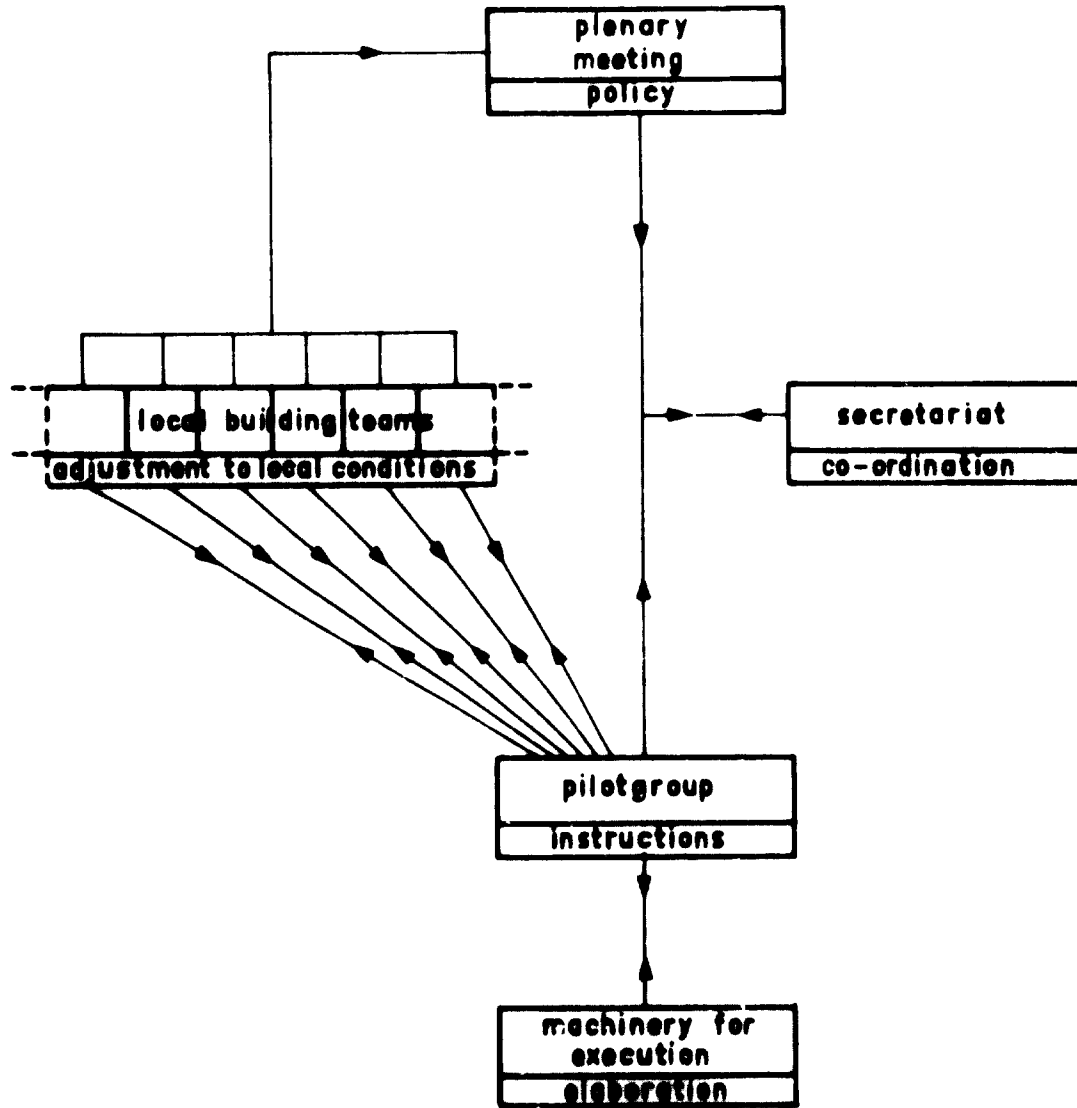 plenary
meeting
policy
local building teams
adjustment to local conditions
secretariat
co-ordination
pilotgroup
instructions
machinery for
execution
elaboration